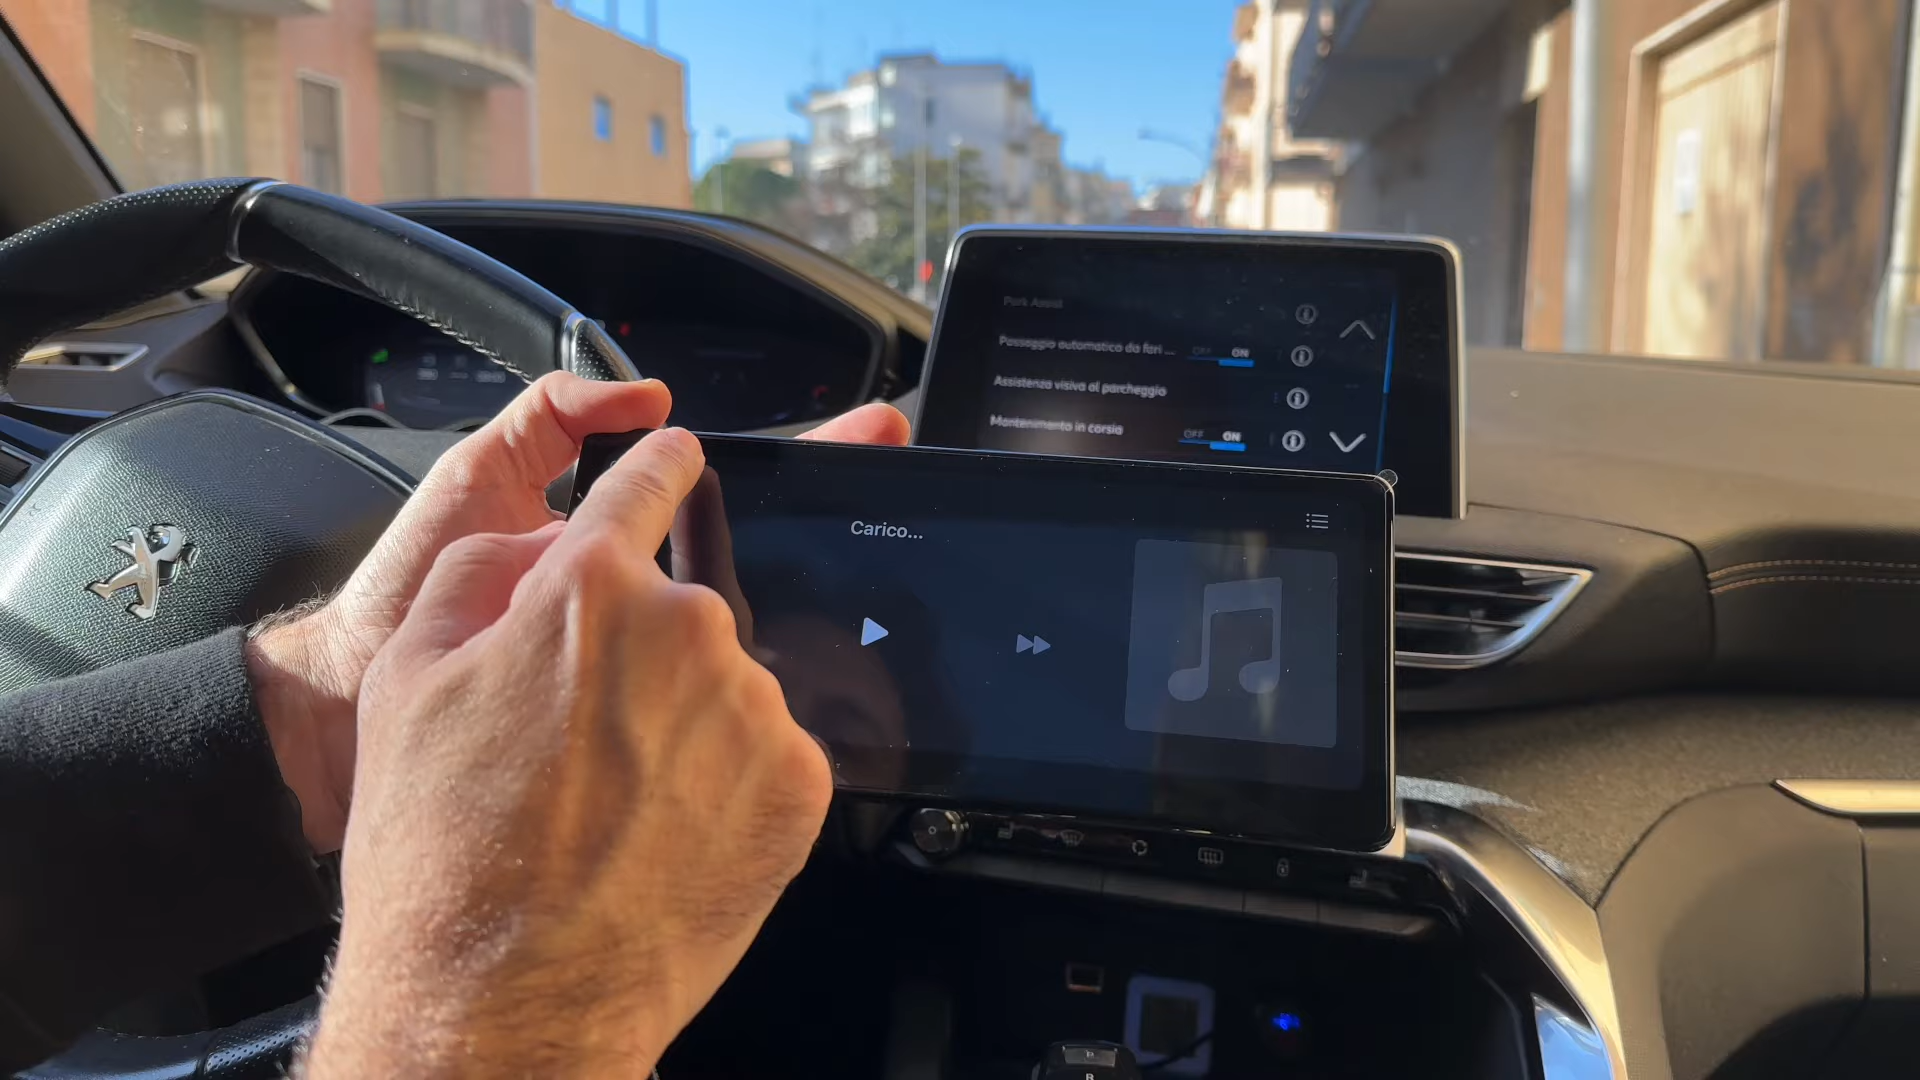 Park Assist
Passaggio automatico da fari ... OFF ON
Assistenza visiva al parcheggio
Mantenimento in corsia OFF ON
Carico...
P
R